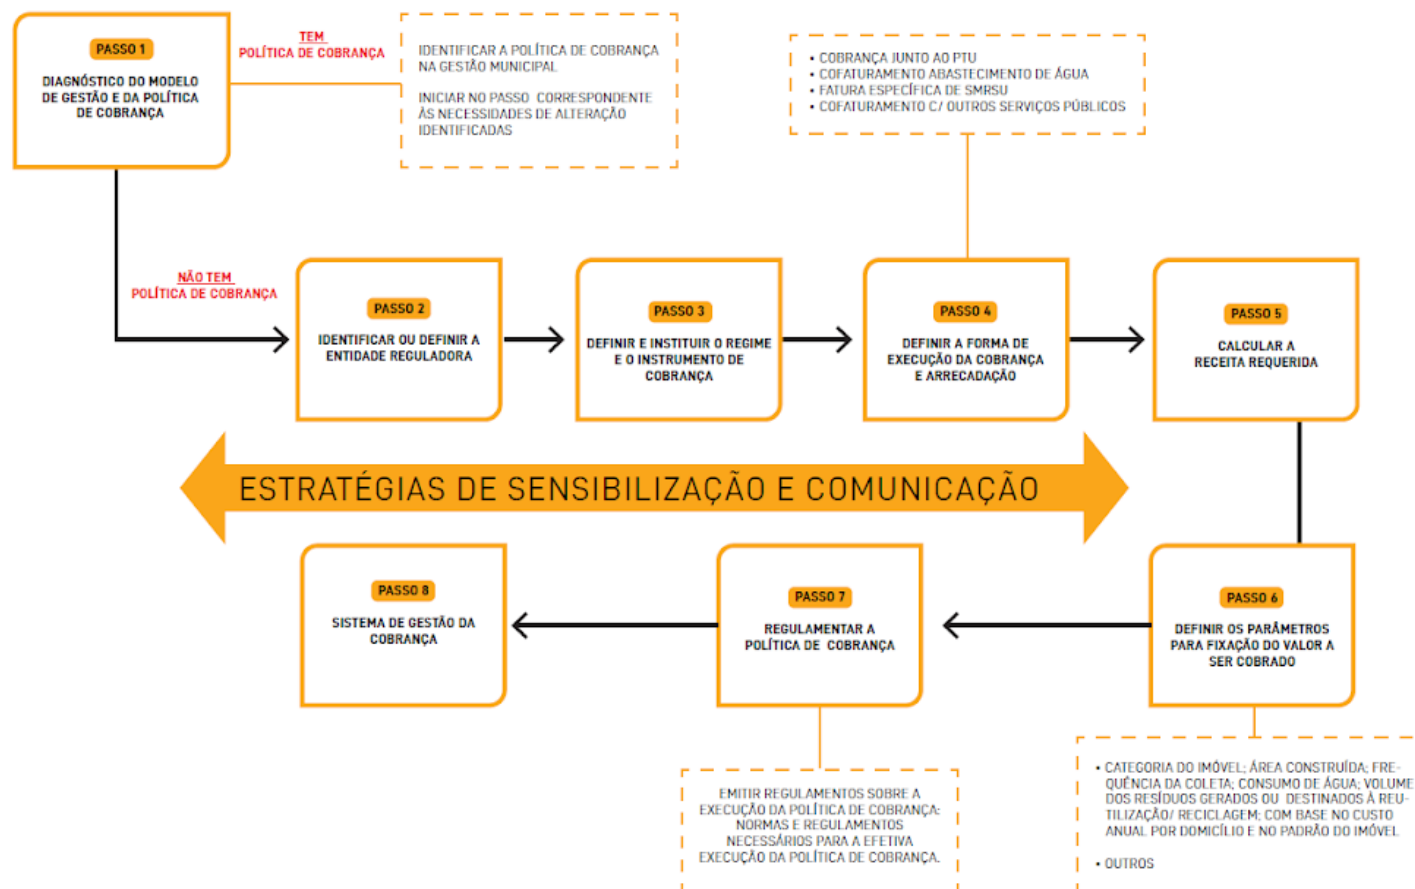 PASSO 1
DIAGNÓSTICO DO MODELO
DE GESTÃO E DA POLÍTICA
DE COBRANÇA
TEM
POLÍTICA DE COBRANÇA
IDENTIFICAR A POLÍTICA DE COBRANÇA
NA GESTÃO MUNICIPAL
INICIAR NO PASSO CORRESPONDENTE
ÀS NECESSIDADES DE ALTERAÇÃO
IDENTIFICADAS
• COBRANÇA JUNTO AO PTU
• COFATURAMENTO ABASTECIMENTO DE ÁGUA
• FATURA ESPECÍFICA DE SMRSU
• COFATURAMENTO C/ OUTROS SERVIÇOS PÚBLICOS
NÃO TEM
POLÍTICA DE COBRANÇA
PASSO 2
IDENTIFICAR OU DEFINIR A
ENTIDADE REGULADORA
PASSO 3
DEFINIR E INSTITUIR O REGIME
E O INSTRUMENTO DE
COBRANÇA
PASSO 4
DEFINIR A FORMA DE
EXECUÇÃO DA COBRANÇA
E ARRECADAÇÃO
PASSO 5
CALCULAR A
RECEITA REQUERIDA
ESTRATÉGIAS DE SENSIBILIZAÇÃO E COMUNICAÇÃO
PASSO 6
DEFINIR OS PARÂMETROS
PARA FIXAÇÃO DO VALOR A
SER COBRADO
• CATEGORIA DO IMÓVEL; ÁREA CONSTRUÍDA; FRE-
QUÊNCIA DA COLETA; CONSUMO DE ÁGUA; VOLUME
DOS RESÍDUOS GERADOS OU DESTINADOS À REU-
TILIZAÇÃO/ RECICLAGEM; COM BASE NO CUSTO
ANUAL POR DOMICÍLIO E NO PADRÃO DO IMÓVEL
• OUTROS
PASSO 7
REGULAMENTAR A
POLÍTICA DE COBRANÇA
EMITIR REGULAMENTOS SOBRE A
EXECUÇÃO DA POLÍTICA DE COBRANÇA:
NORMAS E REGULAMENTOS
NECESSÁRIOS PARA A EFETIVA
EXECUÇÃO DA POLÍTICA DE COBRANÇA.
PASSO 8
SISTEMA DE GESTÃO DA
COBRANÇA